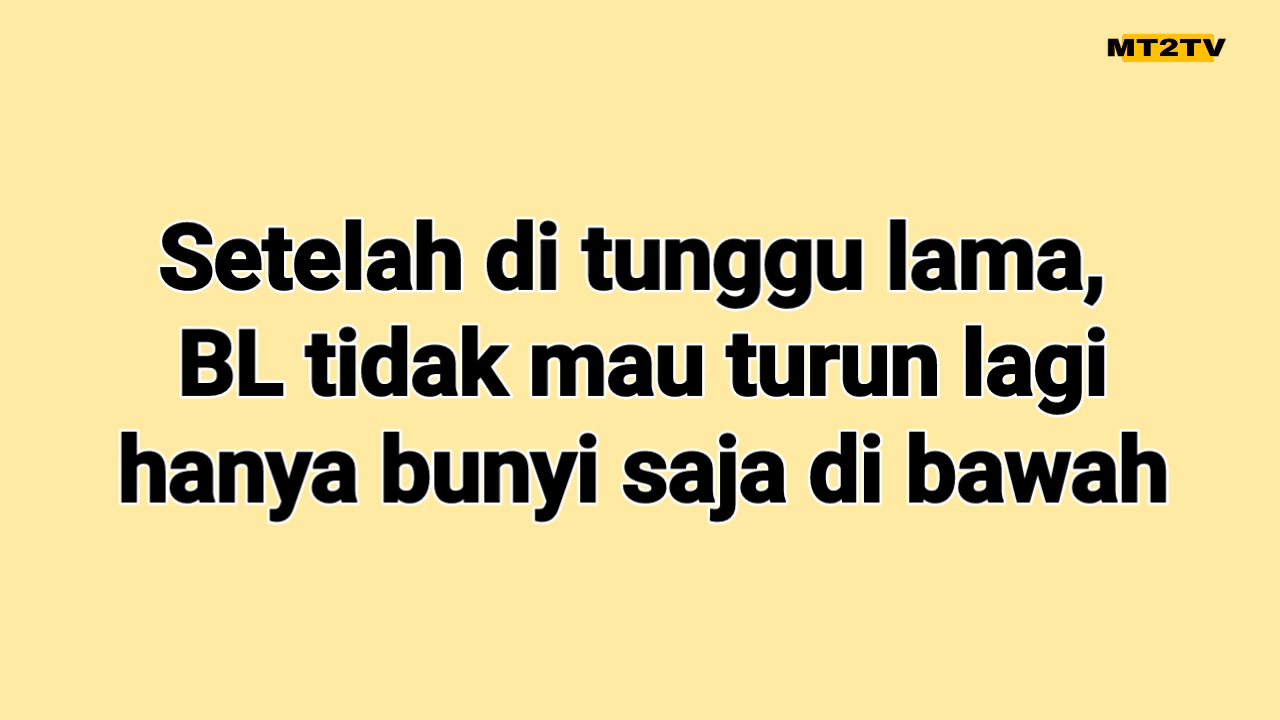 MT2TV
Setelah di tunggu lama,
BL tidak mau turun lagi
hanya bunyi saja di bawah